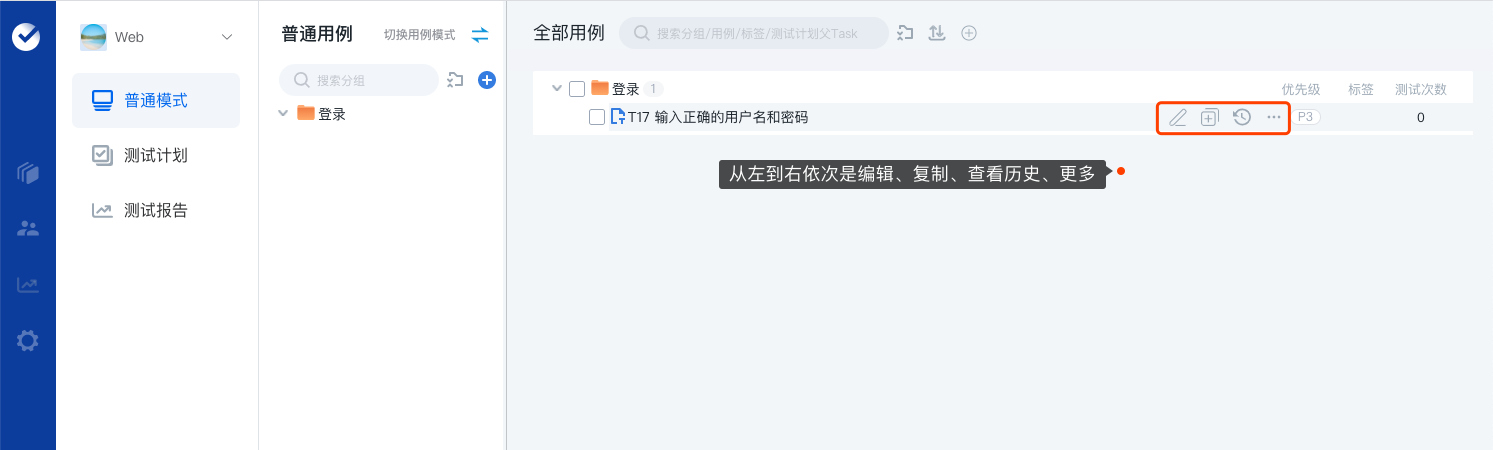 Web
普通模式
测试计划
测试报告
普通用例 切换用例模式
搜索分组
登录
全部用例 搜索分组/用例/标签/测试计划父Task
登录 1 优先级 标签 测试次数
T17 输入正确的用户名和密码 P3 0
从左到右依次是编辑、复制、查看历史、更多